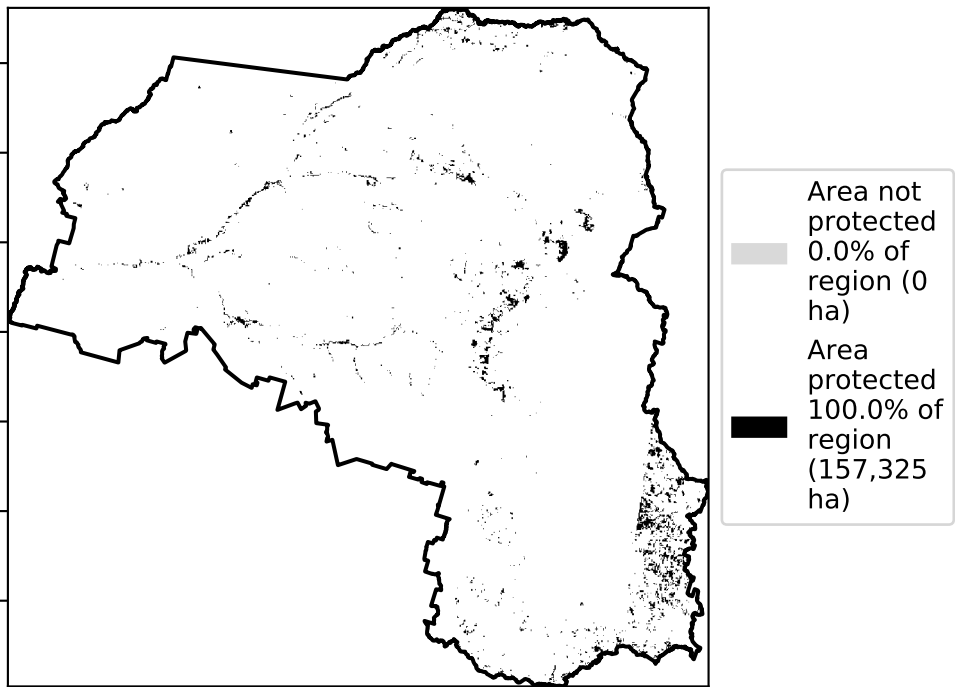 Area not
protected
0.0% of
region (0
ha)
Area
protected
100.0% of
region
(157,325
ha)